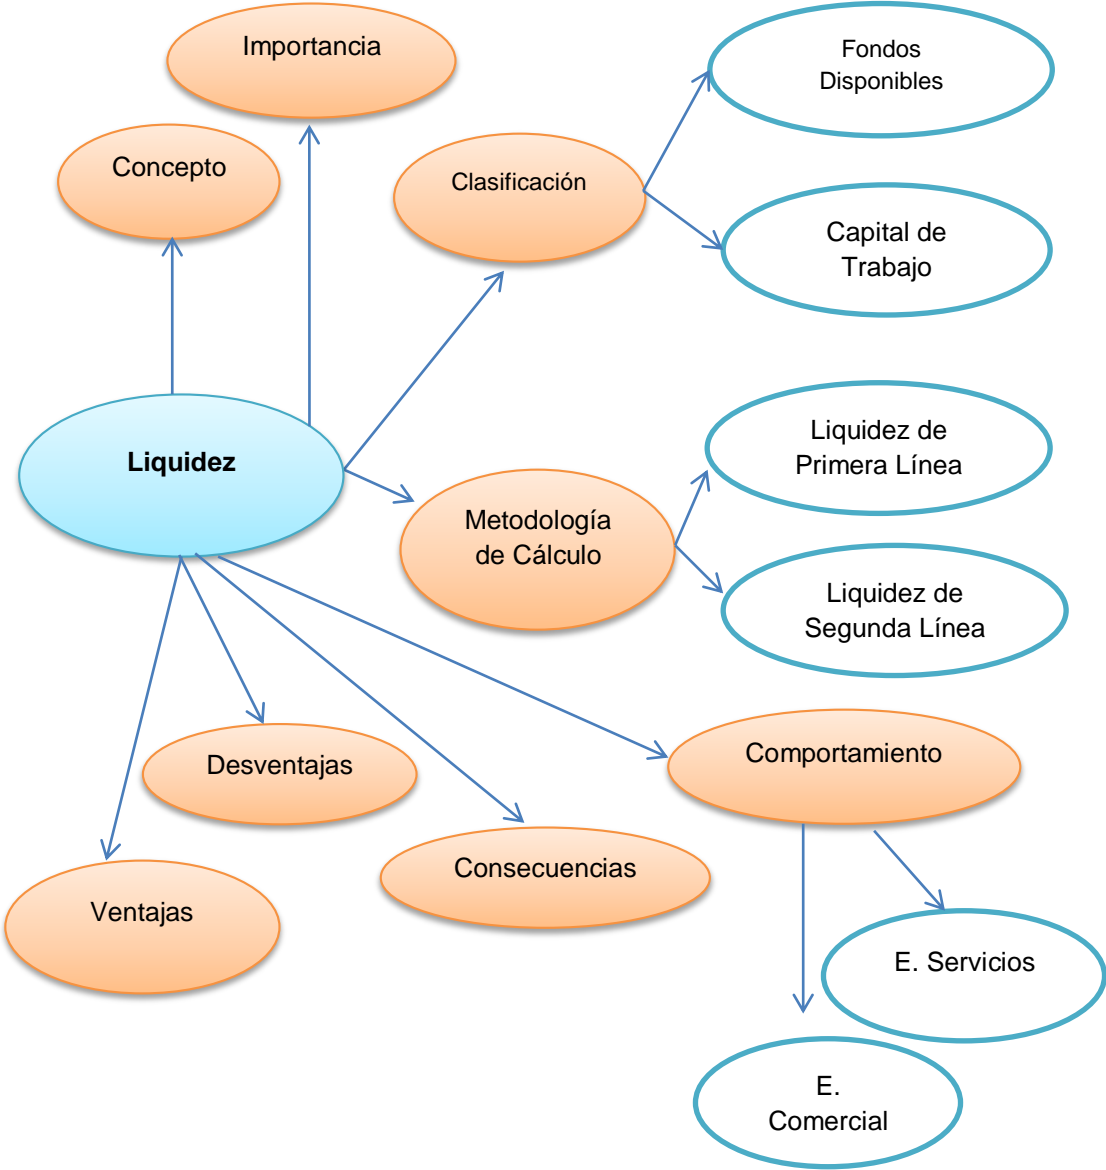 Importancia
Fondos
Disponibles
Concepto
Clasificación
Capital de
Trabajo
Liquidez
Liquidez de
Primera Línea
Metodología
de Cálculo
Liquidez de
Segunda Línea
Desventajas
Comportamiento
Consecuencias
Ventajas
E. Servicios
E.
Comercial